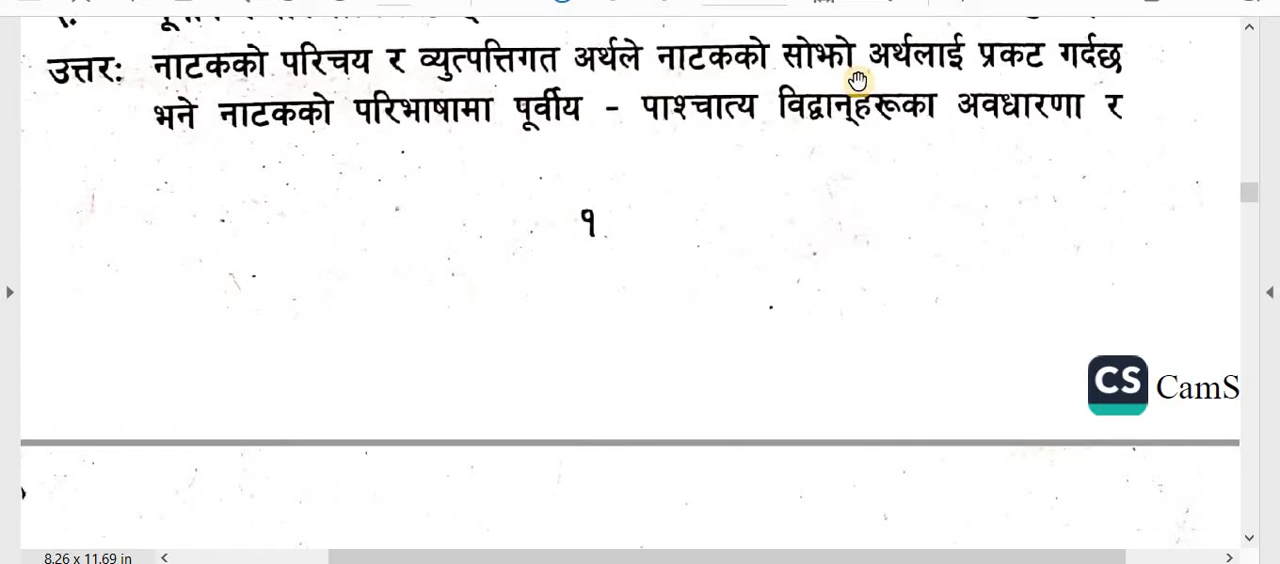 उत्तरः नाटकको परिचय र व्युत्पत्तिगत अर्थले नाटकको सोझो अर्थलाई प्रकट गर्दछ
भने नाटकको परिभाषामा पूर्वीय - पाश्चात्य विद्वान्हरूका अवधारणा र
१
CS CamS
8.26 x 11.69 in